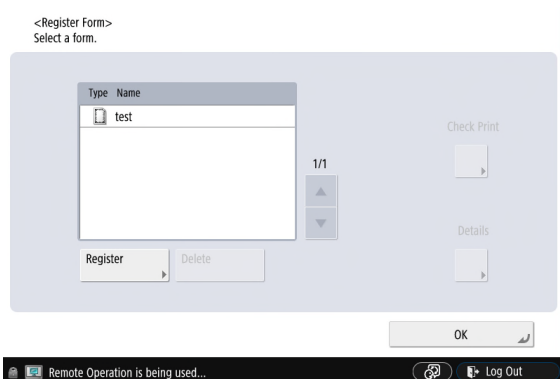 <Register Form>
Select a form.
Type Name
test
Check Print
1/1
Details
Register
Delete
OK
Remote Operation is being used...
Log Out